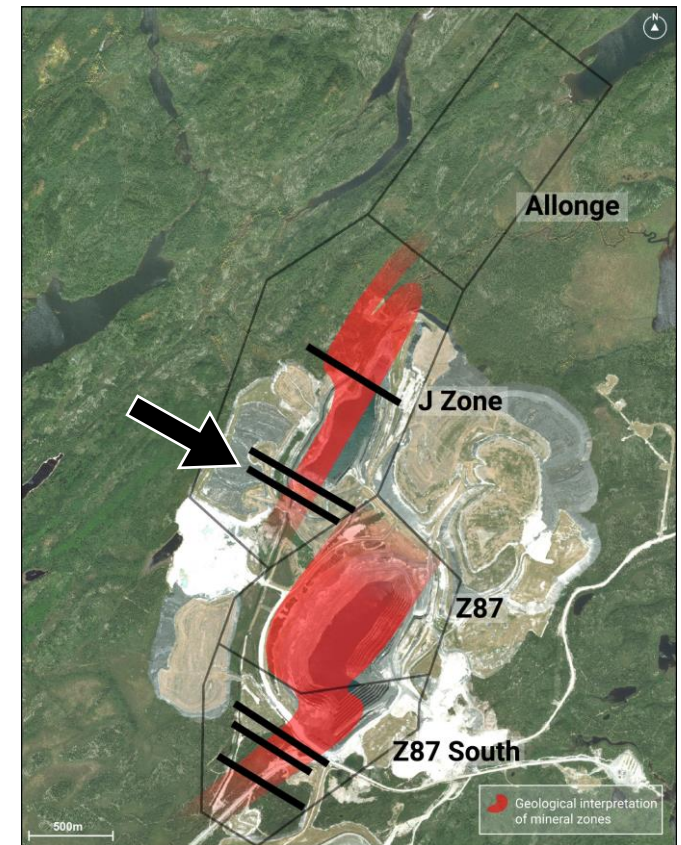 N
Allonge
J Zone
Z87
Z87 South
Geological interpretation
of mineral zones
500m